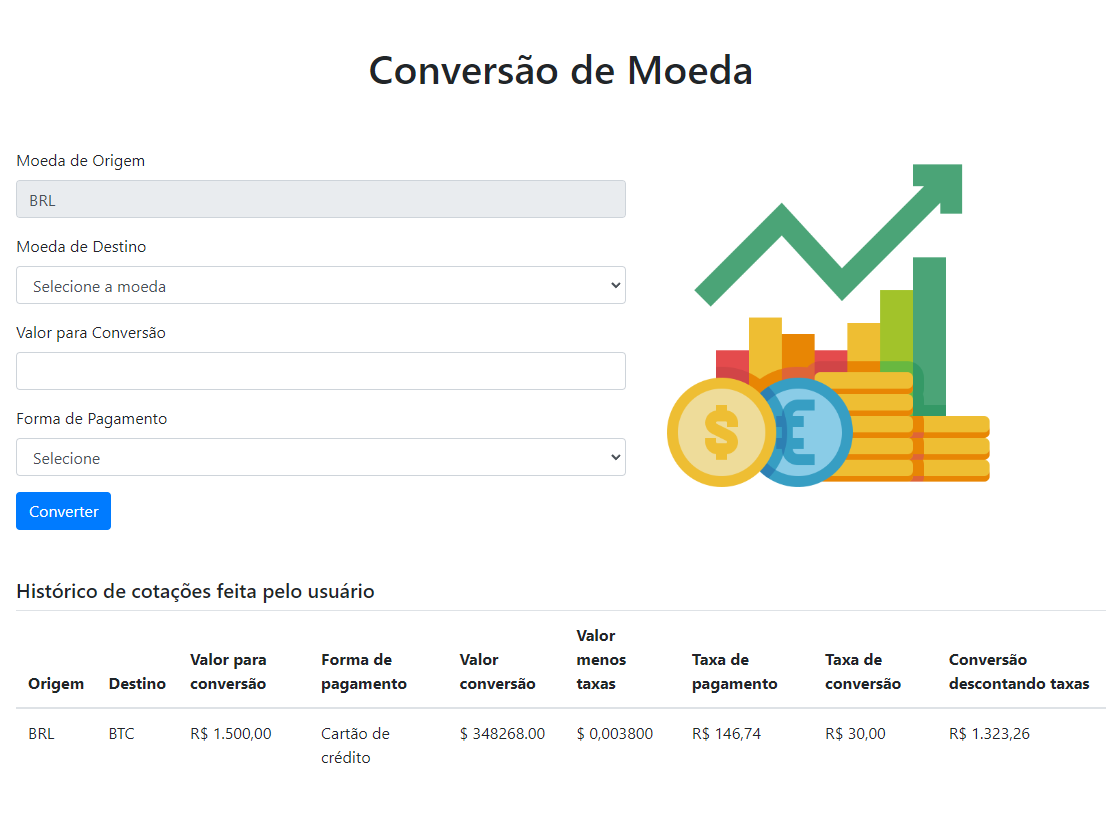 Conversão de Moeda
Moeda de Origem
BRL
Moeda de Destino
Selecione a moeda
Valor para Conversão
Forma de Pagamento
Selecione
Converter
$ €
Histórico de cotações feita pelo usuário
Origem Destino Valor para conversão Forma de pagamento Valor conversão Valor menos taxas Taxa de pagamento Taxa de conversão Conversão descontando taxas
BRL BTC R$ 1.500,00 Cartão de crédito $ 348268.00 $ 0,003800 R$ 146,74 R$ 30,00 R$ 1.323,26